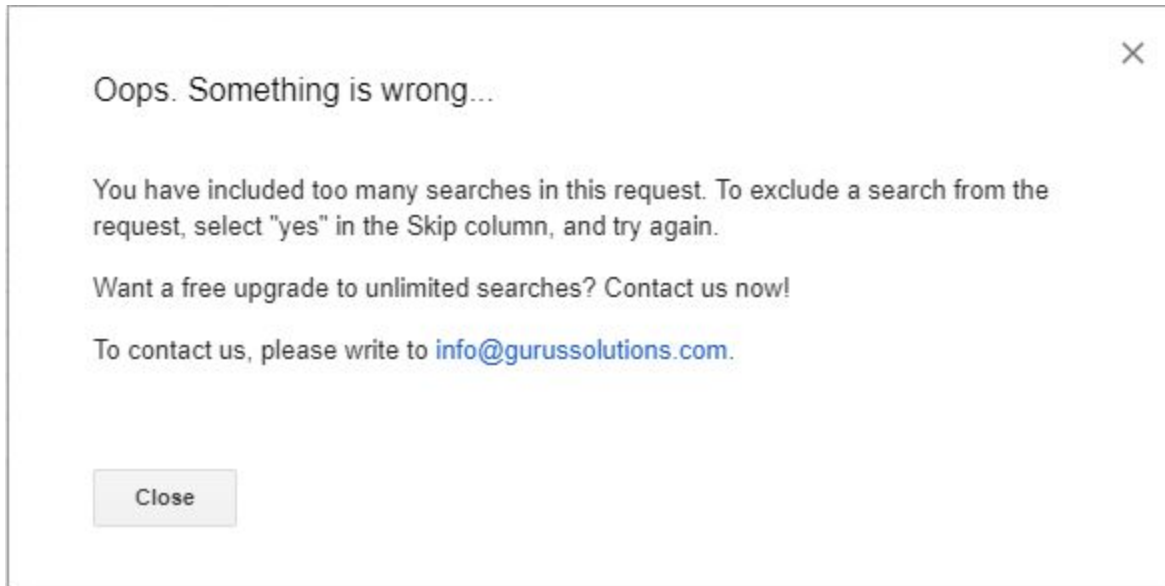 Oops. Something is wrong...
You have included too many searches in this request. To exclude a search from the
request, select "yes" in the Skip column, and try again.
Want a free upgrade to unlimited searches? Contact us now!
To contact us, please write to info@gurussolutions.com.
Close